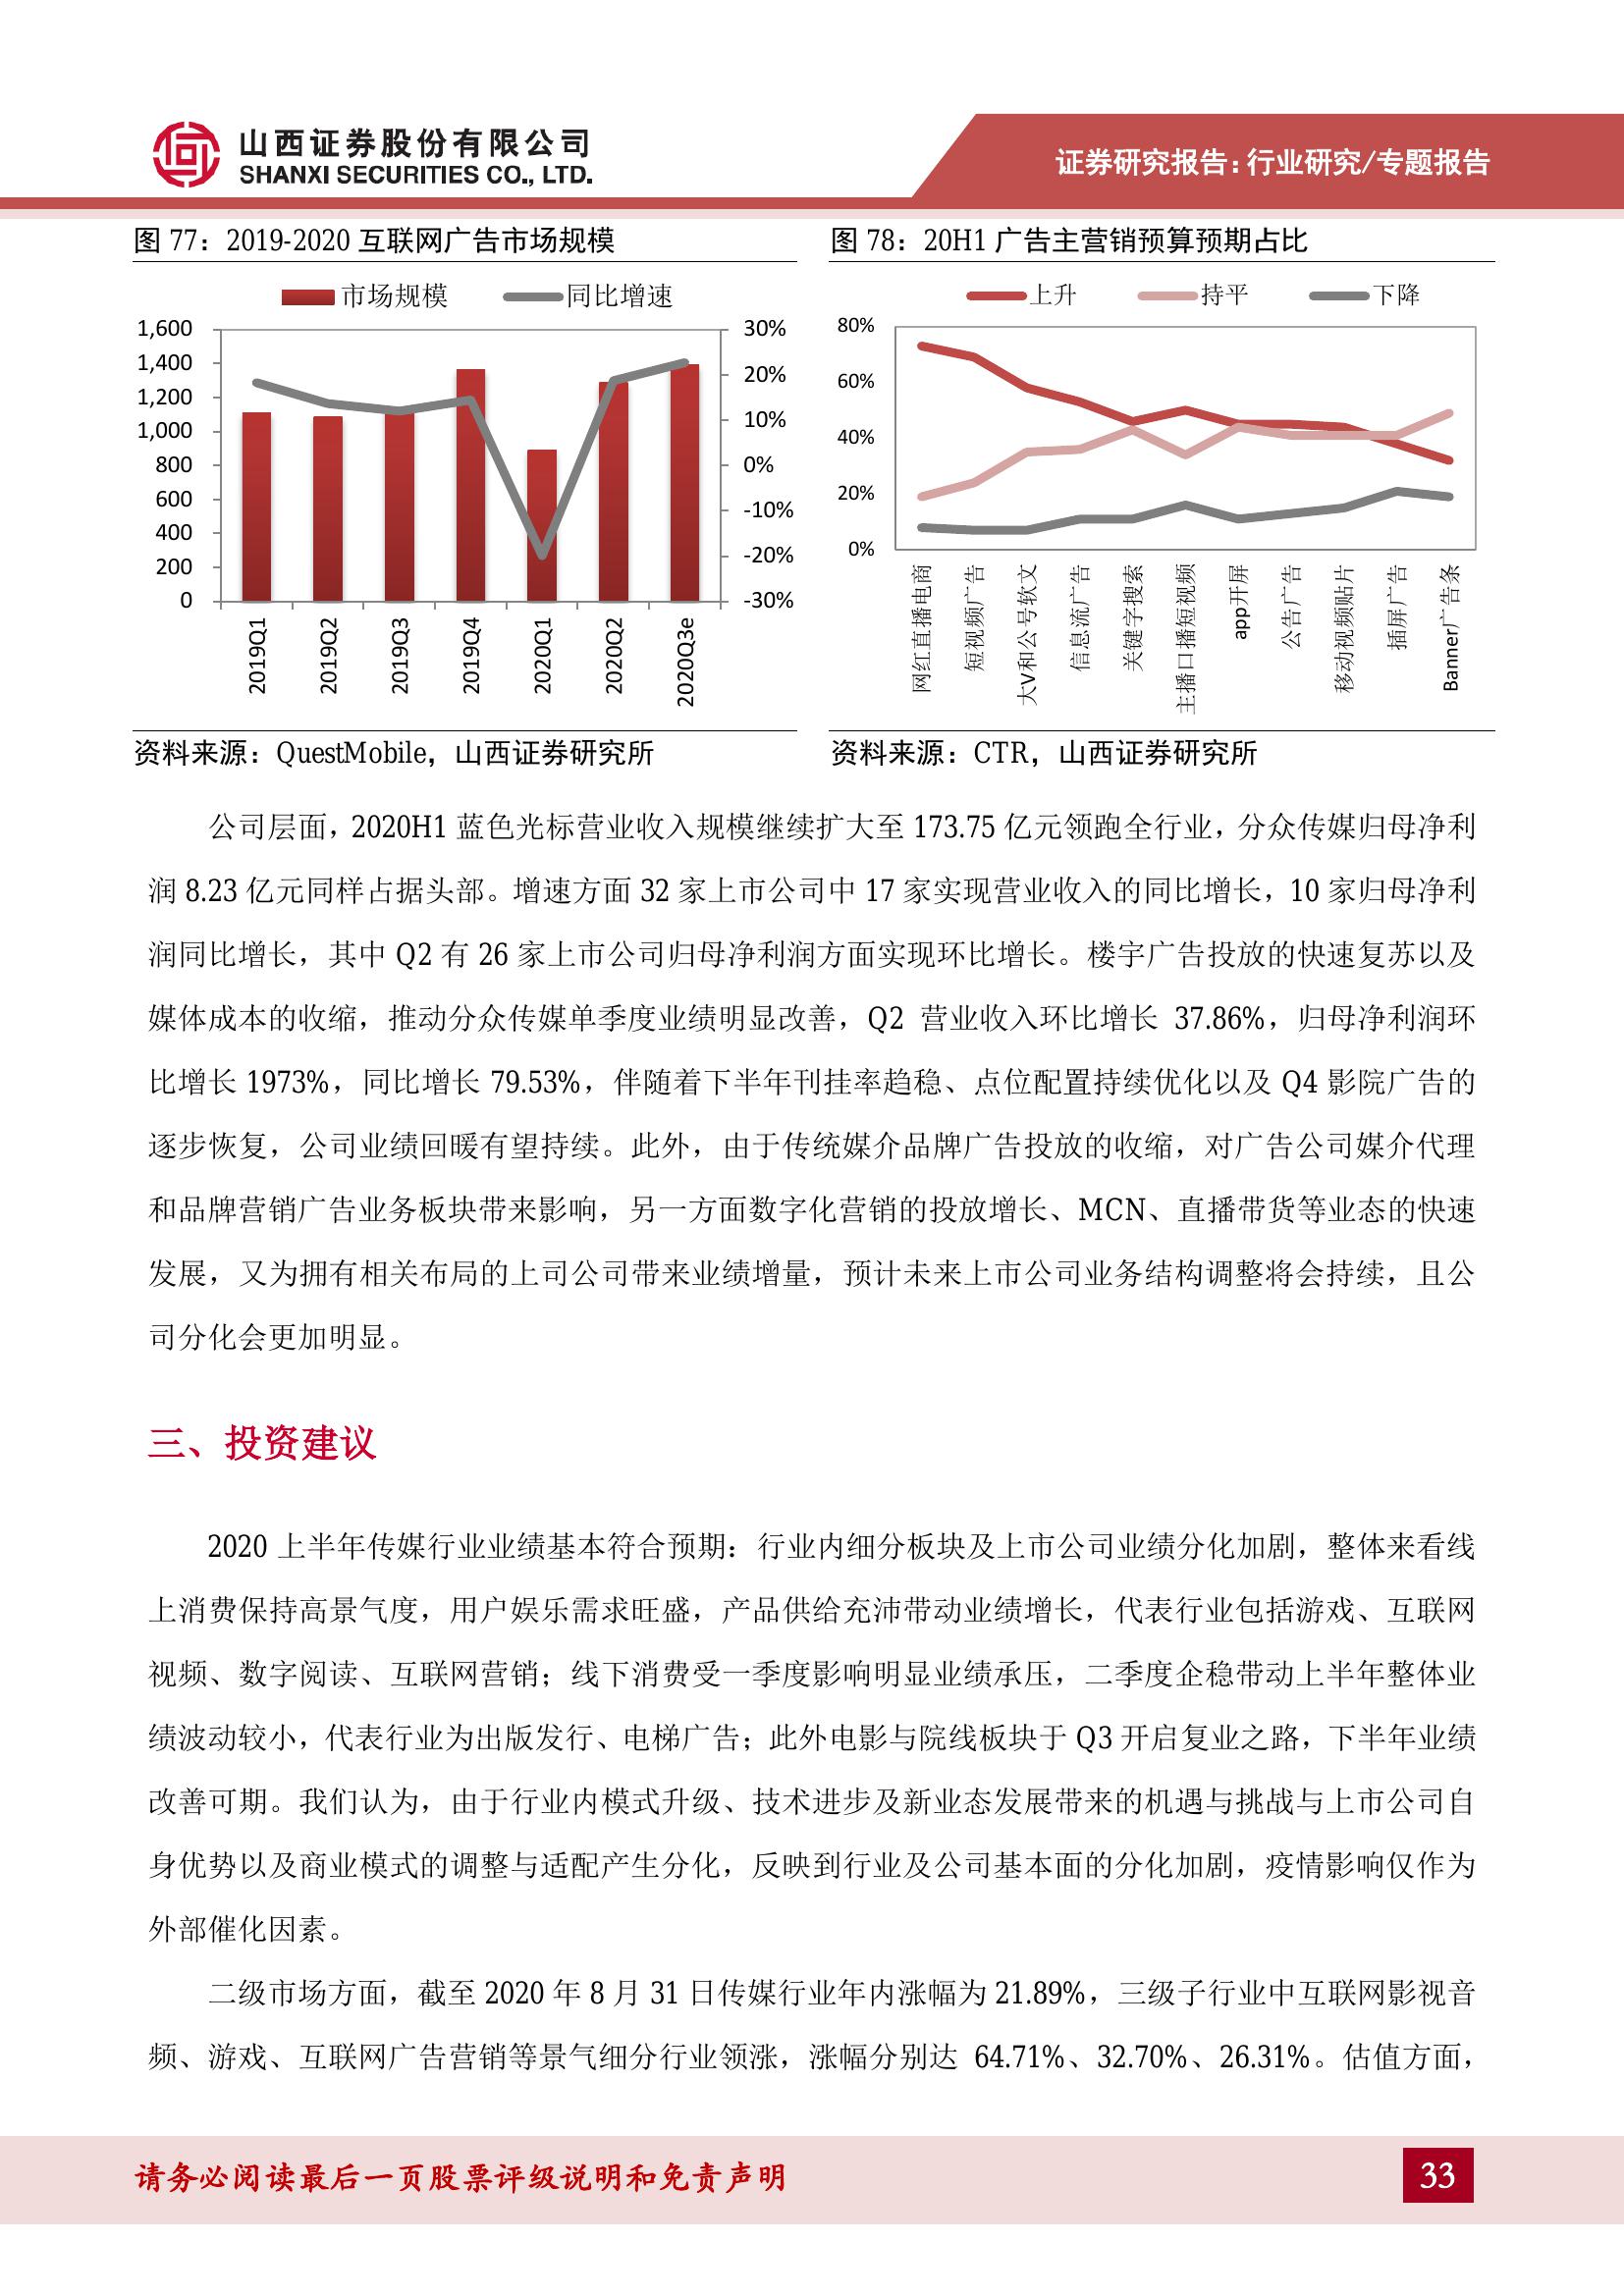 山西证券股份有限公司
SHANXI SECURITIES CO., LTD.
证券研究报告：行业研究/专题报告
图 77：2019-2020 互联网广告市场规模
市场规模 同比增速
1,600
1,400
1,200
1,000
800
600
400
200
0
30%
20%
10%
0%
-10%
-20%
-30%
2019Q1
2019Q2
2019Q3
2019Q4
2020Q1
2020Q2
2020Q3e
资料来源：QuestMobile，山西证券研究所
图 78：20H1 广告主营销预算预期占比
上升 持平 下降
80%
60%
40%
20%
0%
网红直播电商
短视频广告
大V和公号软文
信息流广告
关键字搜索
主播口播短视频
app开屏
公告广告
移动视频贴片
插屏广告
Banner广告条
资料来源：CTR，山西证券研究所
公司层面，2020H1 蓝色光标营业收入规模继续扩大至 173.75 亿元领跑全行业，分众传媒归母净利
润 8.23 亿元同样占据头部。增速方面 32 家上市公司中 17 家实现营业收入的同比增长，10 家归母净利
润同比增长，其中 Q2 有 26 家上市公司归母净利润方面实现环比增长。楼宇广告投放的快速复苏以及
媒体成本的收缩，推动分众传媒单季度业绩明显改善，Q2 营业收入环比增长 37.86%，归母净利润环
比增长 1973%，同比增长 79.53%，伴随着下半年刊挂率趋稳、点位配置持续优化以及 Q4 影院广告的
逐步恢复，公司业绩回暖有望持续。此外，由于传统媒介品牌广告投放的收缩，对广告公司媒介代理
和品牌营销广告业务板块带来影响，另一方面数字化营销的投放增长、MCN、直播带货等业态的快速
发展，又为拥有相关布局的上司公司带来业绩增量，预计未来上市公司业务结构调整将会持续，且公
司分化会更加明显。
三、投资建议
2020 上半年传媒行业业绩基本符合预期：行业内细分板块及上市公司业绩分化加剧，整体来看线
上消费保持高景气度，用户娱乐需求旺盛，产品供给充沛带动业绩增长，代表行业包括游戏、互联网
视频、数字阅读、互联网营销；线下消费受一季度影响明显业绩承压，二季度企稳带动上半年整体业
绩波动较小，代表行业为出版发行、电梯广告；此外电影与院线板块于 Q3 开启复业之路，下半年业绩
改善可期。我们认为，由于行业内模式升级、技术进步及新业态发展带来的机遇与挑战与上市公司自
身优势以及商业模式的调整与适配产生分化，反映到行业及公司基本面的分化加剧，疫情影响仅作为
外部催化因素。
二级市场方面，截至 2020 年 8 月 31 日传媒行业年内涨幅为 21.89%，三级子行业中互联网影视音
频、游戏、互联网广告营销等景气细分行业领涨，涨幅分别达 64.71%、32.70%、26.31%。估值方面，
请务必阅读最后一页股票评级说明和免责声明
33